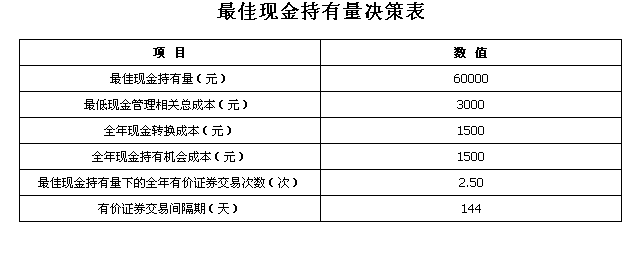 最佳现金持有量决策表
项 目 数 值
最佳现金持有量（元） 60000
最低现金管理相关总成本（元） 3000
全年现金转换成本（元） 1500
全年现金持有机会成本（元） 1500
最佳现金持有量下的全年有价证券交易次数（次） 2.50
有价证券交易间隔期（天） 144